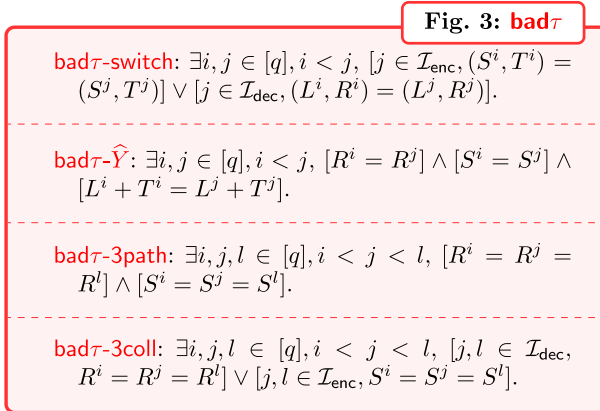 Fig. 3: badτ
badτ-switch: ∃i, j ∈ [q], i < j, [j ∈ 𝓘_enc, (S^i, T^i) =
(S^j, T^j)] ∨ [j ∈ 𝓘_dec, (L^i, R^i) = (L^j, R^j)].
badτ-Ŷ: ∃i, j ∈ [q], i < j, [R^i = R^j] ∧ [S^i = S^j] ∧
[L^i + T^i = L^j + T^j].
badτ-3path: ∃i, j, l ∈ [q], i < j < l, [R^i = R^j =
R^l] ∧ [S^i = S^j = S^l].
badτ-3coll: ∃i, j, l ∈ [q], i < j < l, [j, l ∈ 𝓘_dec,
R^i = R^j = R^l] ∨ [j, l ∈ 𝓘_enc, S^i = S^j = S^l].